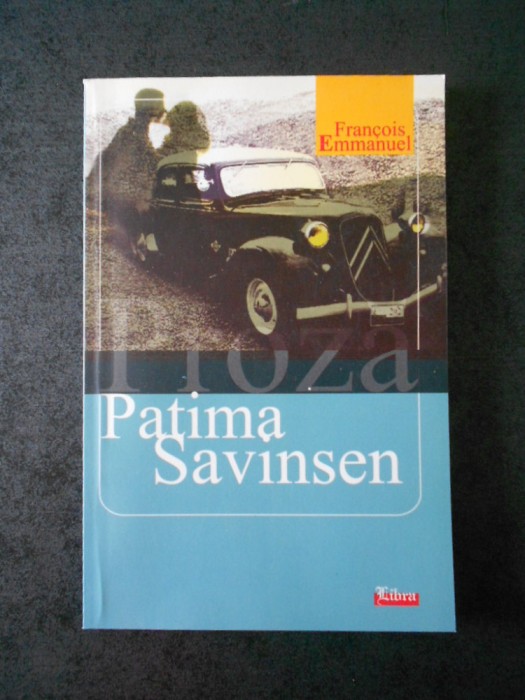 François
Emmanuel
Proza
Patima
Savinsen
Libra